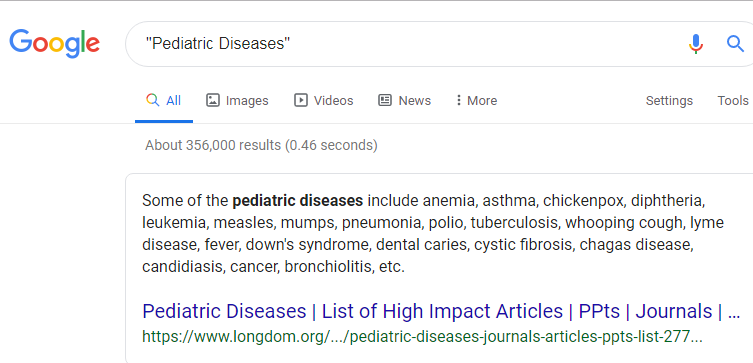 Google
"Pediatric Diseases"
All Images Videos News More Settings Tools
About 356,000 results (0.46 seconds)
Some of the pediatric diseases include anemia, asthma, chickenpox, diphtheria,
leukemia, measles, mumps, pneumonia, polio, tuberculosis, whooping cough, lyme
disease, fever, down's syndrome, dental caries, cystic fibrosis, chagas disease,
candidiasis, cancer, bronchiolitis, etc.
Pediatric Diseases | List of High Impact Articles | PPts | Journals | ...
https://www.longdom.org/.../pediatric-diseases-journals-articles-ppts-list-277...